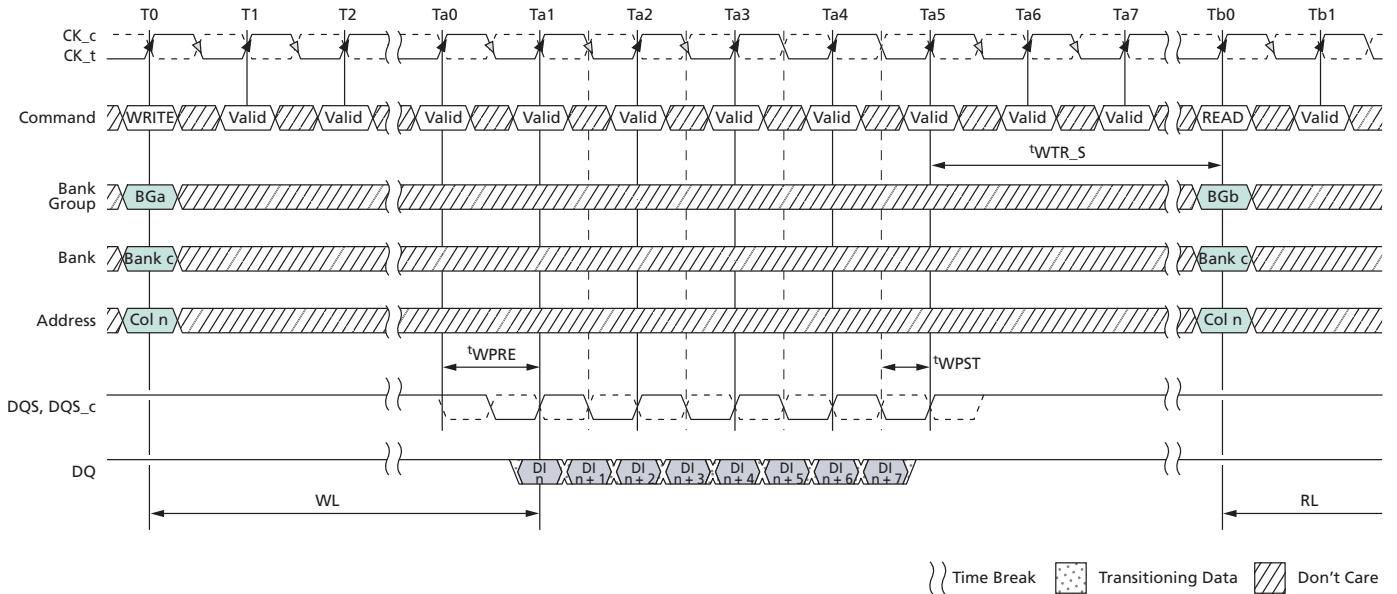 T0 T1 T2 Ta0 Ta1 Ta2 Ta3 Ta4 Ta5 Ta6 Ta7 Tb0 Tb1
CK_c
CK_t
Command WRITE Valid Valid Valid Valid Valid Valid Valid Valid Valid Valid READ Valid
tWTR_S
Bank
Group BGa BGb
Bank Bank c Bank c
Address Col n Col n
tWPRE tWPST
DQS, DQS_c
DQ DI DI DI DI DI DI DI DI
n n + 1 n + 2 n + 3 n + 4 n + 5 n + 6 n + 7
WL RL
Time Break Transitioning Data Don't Care